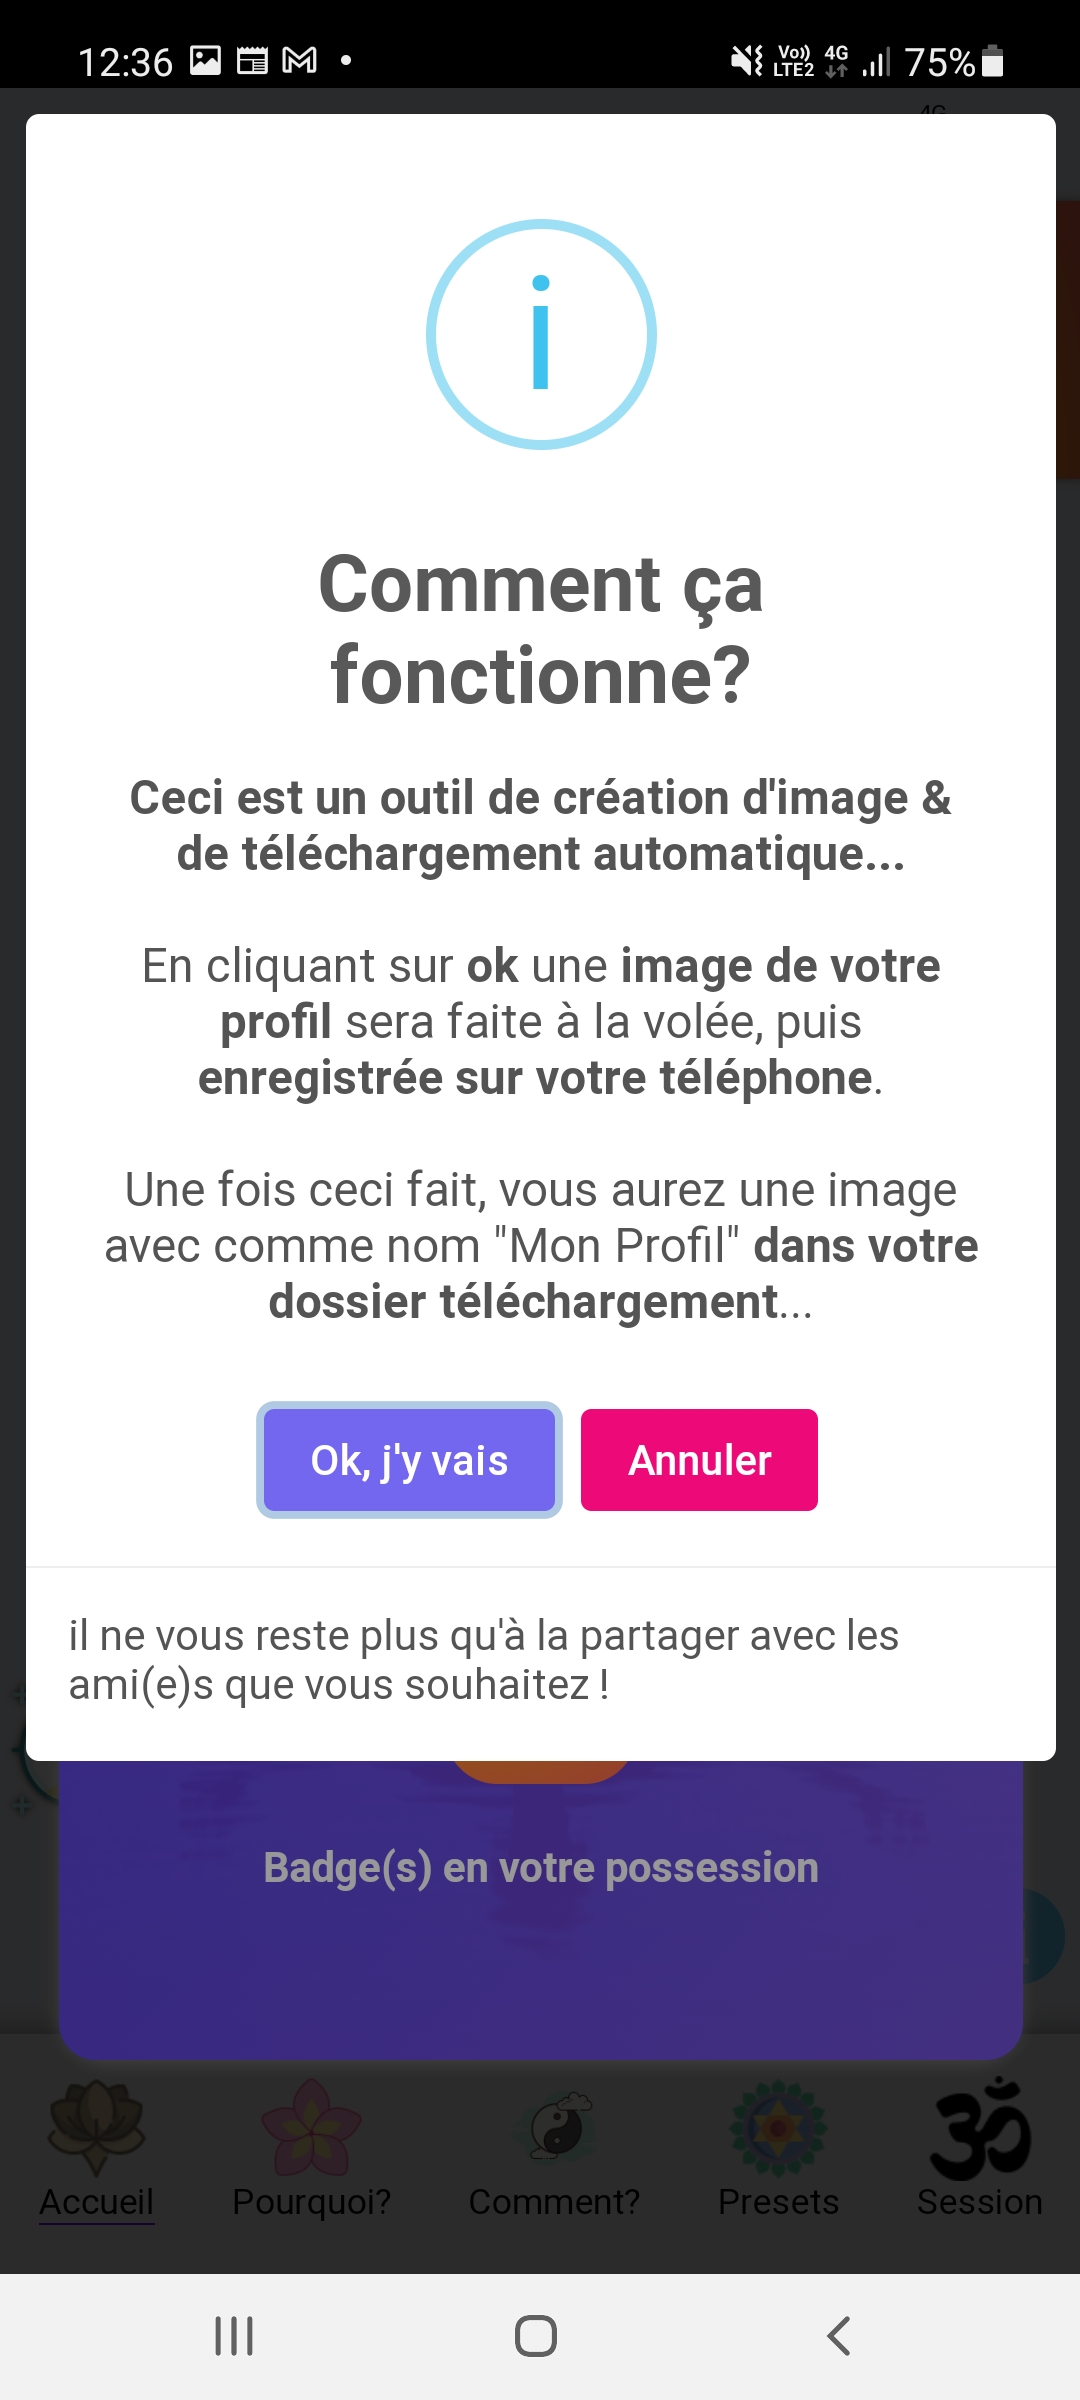 12:36
Vo)) LTE2 4G 75%
4G
i
Comment ça
fonctionne?
Ceci est un outil de création d'image &
de téléchargement automatique...
En cliquant sur ok une image de votre
profil sera faite à la volée, puis
enregistrée sur votre téléphone.
Une fois ceci fait, vous aurez une image
avec comme nom "Mon Profil" dans votre
dossier téléchargement...
Ok, j'y vais
Annuler
il ne vous reste plus qu'à la partager avec les
ami(e)s que vous souhaitez !
Badge(s) en votre possession
Accueil
Pourquoi?
Comment?
Presets
ॐ
Session